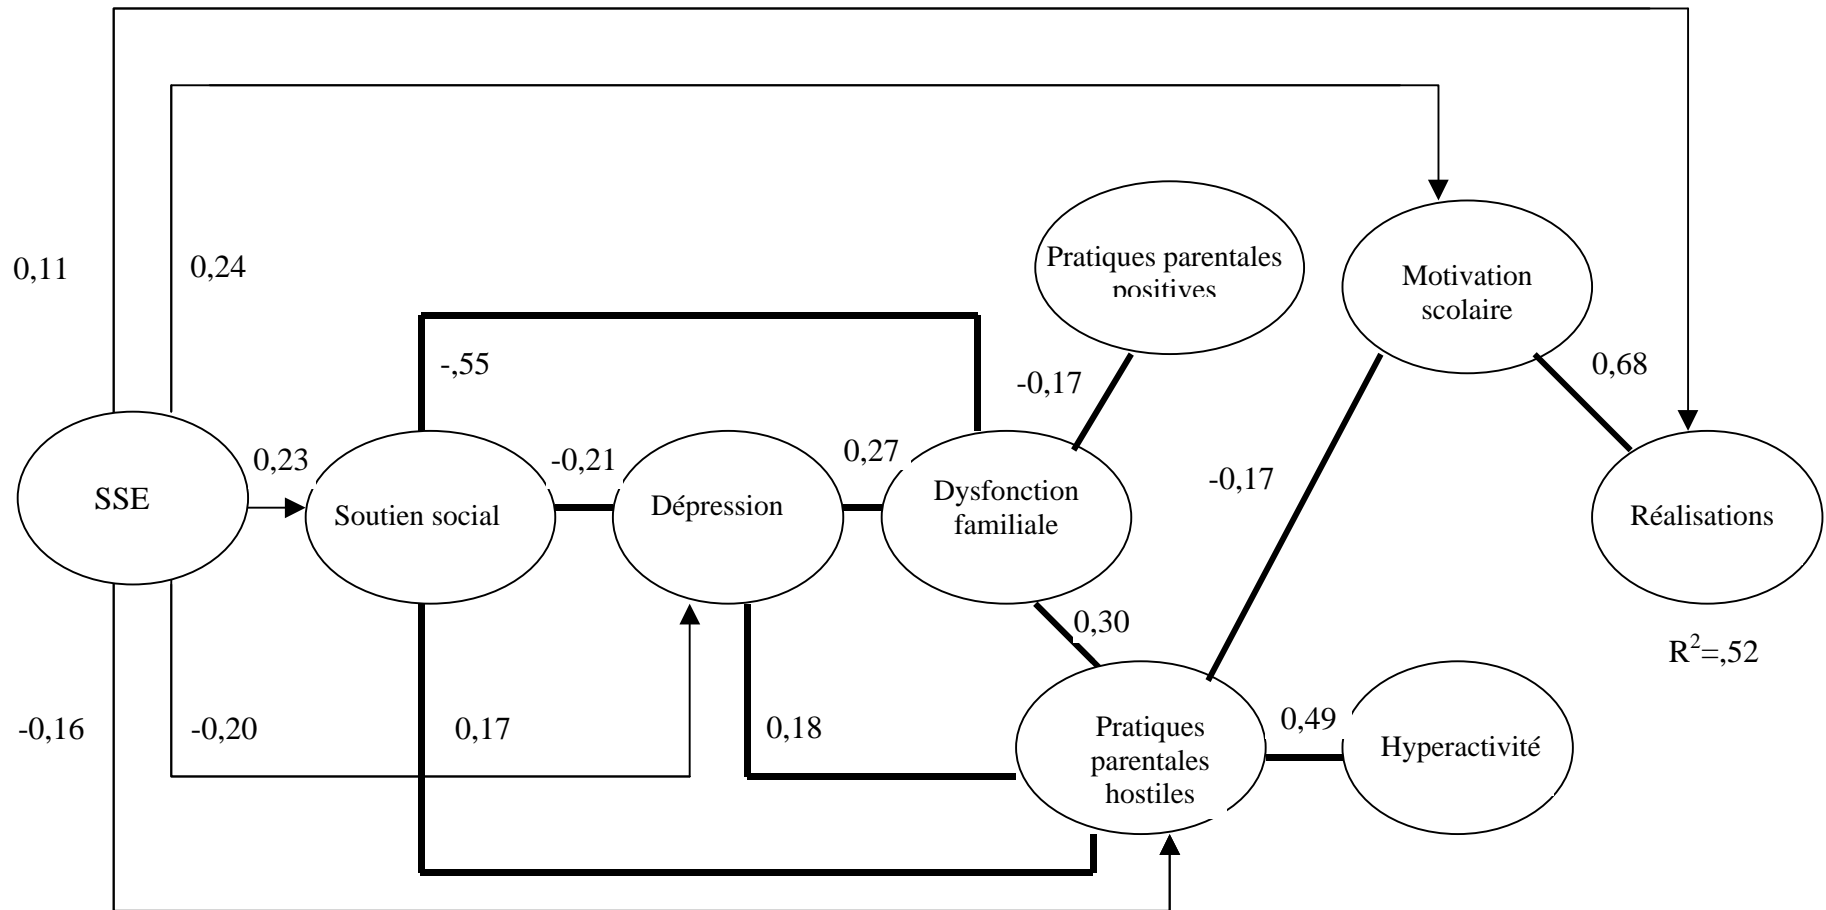 0,11
0,24
Pratiques parentales
positives
Motivation
scolaire
-,55
-0,17
0,68
SSE
0,23
Soutien social
-0,21
Dépression
0,27
Dysfonction
familiale
-0,17
Réalisations
R²=,52
0,30
-0,16
-0,20
0,17
0,18
Pratiques
parentales
hostiles
0,49
Hyperactivité